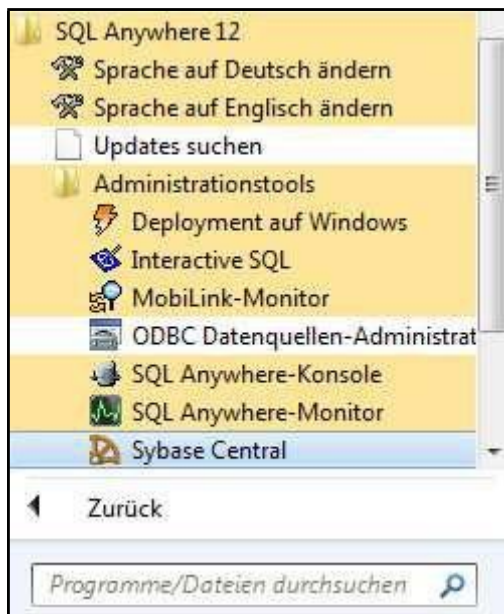 SQL Anywhere 12
Sprache auf Deutsch ändern
Sprache auf Englisch ändern
Updates suchen
Administrationstools
Deployment auf Windows
Interactive SQL
MobiLink-Monitor
ODBC Datenquellen-Administrat
SQL Anywhere-Konsole
SQL Anywhere-Monitor
Sybase Central
Zurück
Programme/Dateien durchsuchen